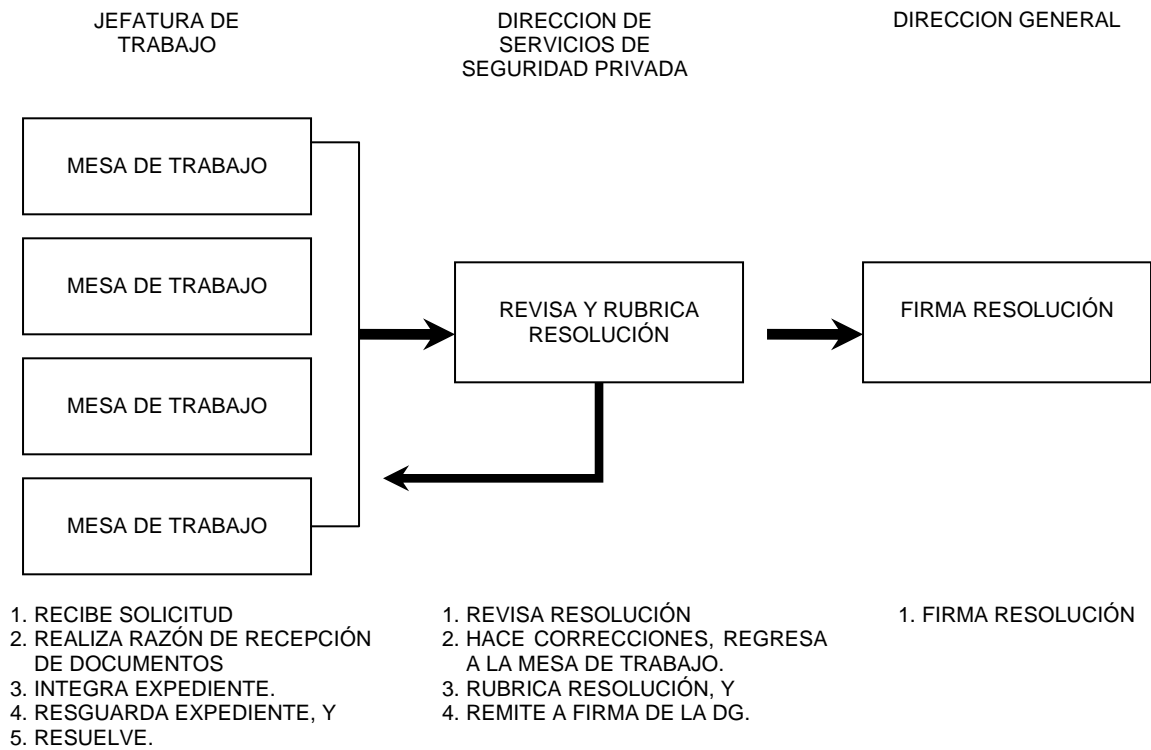 JEFATURA DE
TRABAJO
DIRECCION DE
SERVICIOS DE
SEGURIDAD PRIVADA
DIRECCION GENERAL
MESA DE TRABAJO
MESA DE TRABAJO
MESA DE TRABAJO
MESA DE TRABAJO
REVISA Y RUBRICA
RESOLUCIÓN
FIRMA RESOLUCIÓN
1. RECIBE SOLICITUD
2. REALIZA RAZÓN DE RECEPCIÓN
DE DOCUMENTOS
3. INTEGRA EXPEDIENTE.
4. RESGUARDA EXPEDIENTE, Y
5. RESUELVE.
1. REVISA RESOLUCIÓN
2. HACE CORRECCIONES, REGRESA
A LA MESA DE TRABAJO.
3. RUBRICA RESOLUCIÓN, Y
4. REMITE A FIRMA DE LA DG.
1. FIRMA RESOLUCIÓN